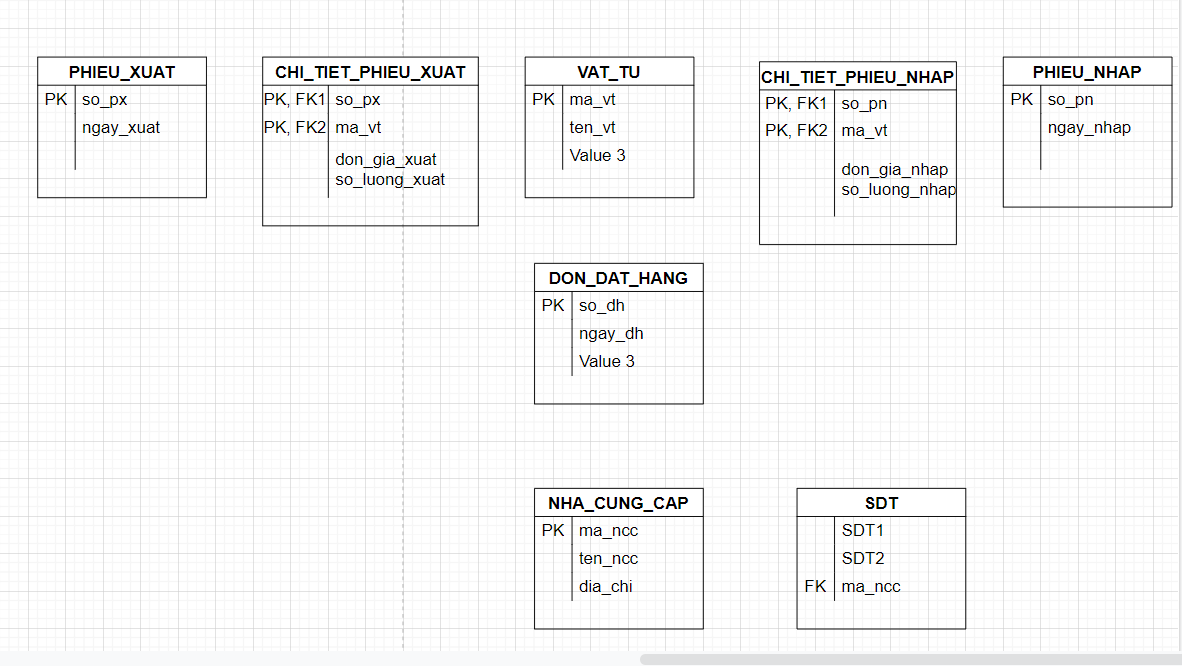 PHIEU_XUAT
PK so_px
ngay_xuat
CHI_TIET_PHIEU_XUAT
PK, FK1 so_px
PK, FK2 ma_vt
don_gia_xuat
so_luong_xuat
VAT_TU
PK ma_vt
ten_vt
Value 3
CHI_TIET_PHIEU_NHAP
PK, FK1 so_pn
PK, FK2 ma_vt
don_gia_nhap
so_luong_nhap
PHIEU_NHAP
PK so_pn
ngay_nhap
DON_DAT_HANG
PK so_dh
ngay_dh
Value 3
NHA_CUNG_CAP
PK ma_ncc
ten_ncc
dia_chi
SDT
SDT1
SDT2
FK ma_ncc